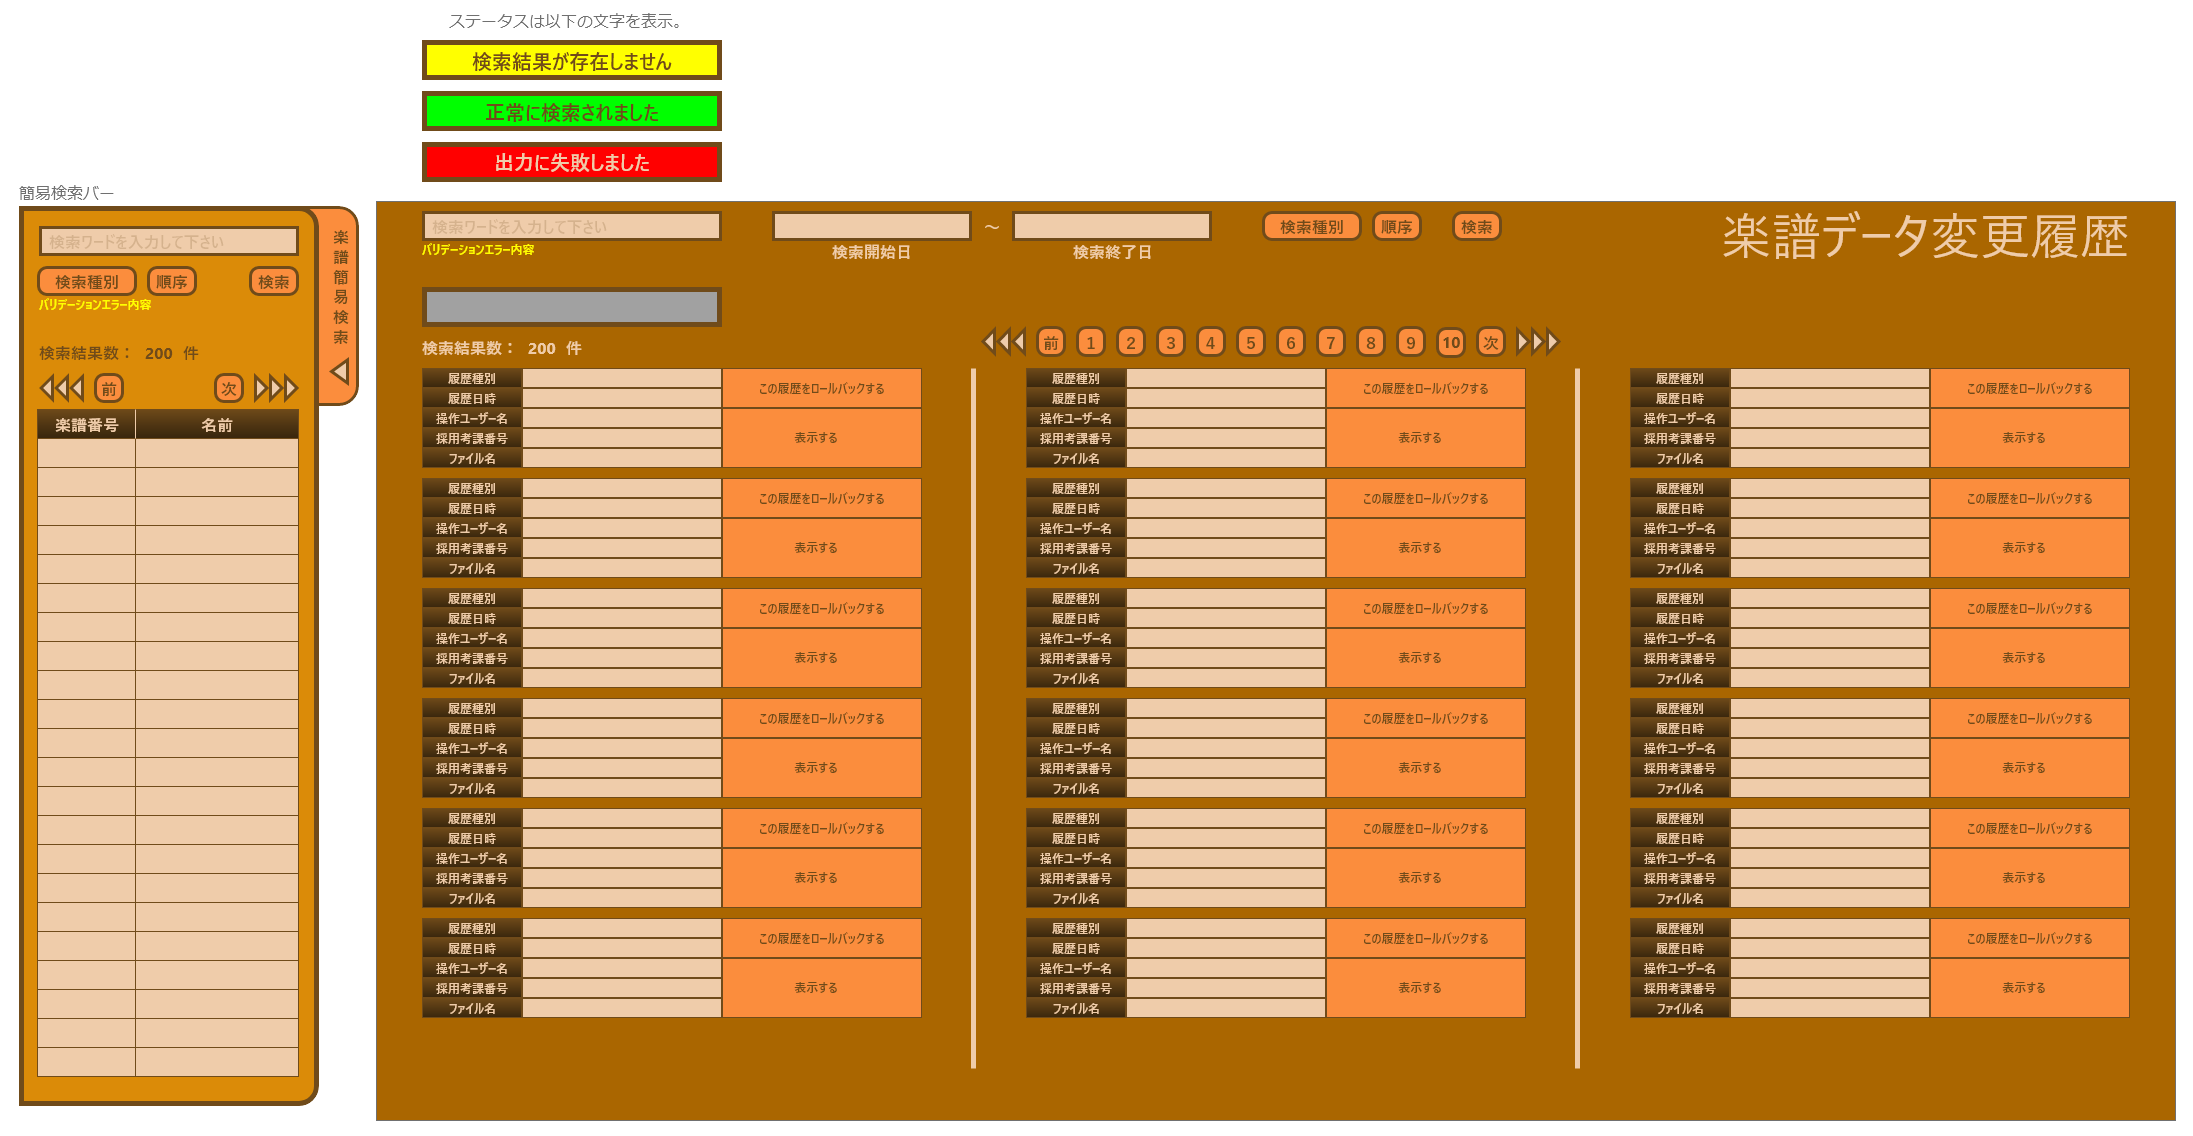 ステータスは以下の文字を表示。
検索結果が存在しません
正常に検索されました
出力に失敗しました
簡易検索バー
検索ワードを入力して下さい
検索種別 順序 検索
バリデーションエラー内容
検索結果数： 200 件
前 次
楽譜番号 名前
楽譜簡易検索
検索ワードを入力して下さい ～ 検索種別 順序 検索
バリデーションエラー内容 検索開始日 検索終了日
楽譜データ変更履歴
検索結果数： 200 件
前 1 2 3 4 5 6 7 8 9 10 次
履歴種別 この履歴をロールバックする 履歴種別 この履歴をロールバックする 履歴種別 この履歴をロールバックする
履歴日時 履歴日時 履歴日時
操作ユーザー名 操作ユーザー名 操作ユーザー名
採用考課番号 表示する 採用考課番号 表示する 採用考課番号 表示する
ファイル名 ファイル名 ファイル名
履歴種別 この履歴をロールバックする 履歴種別 この履歴をロールバックする 履歴種別 この履歴をロールバックする
履歴日時 履歴日時 履歴日時
操作ユーザー名 操作ユーザー名 操作ユーザー名
採用考課番号 表示する 採用考課番号 表示する 採用考課番号 表示する
ファイル名 ファイル名 ファイル名
履歴種別 この履歴をロールバックする 履歴種別 この履歴をロールバックする 履歴種別 この履歴をロールバックする
履歴日時 履歴日時 履歴日時
操作ユーザー名 操作ユーザー名 操作ユーザー名
採用考課番号 表示する 採用考課番号 表示する 採用考課番号 表示する
ファイル名 ファイル名 ファイル名
履歴種別 この履歴をロールバックする 履歴種別 この履歴をロールバックする 履歴種別 この履歴をロールバックする
履歴日時 履歴日時 履歴日時
操作ユーザー名 操作ユーザー名 操作ユーザー名
採用考課番号 表示する 採用考課番号 表示する 採用考課番号 表示する
ファイル名 ファイル名 ファイル名
履歴種別 この履歴をロールバックする 履歴種別 この履歴をロールバックする 履歴種別 この履歴をロールバックする
履歴日時 履歴日時 履歴日時
操作ユーザー名 操作ユーザー名 操作ユーザー名
採用考課番号 表示する 採用考課番号 表示する 採用考課番号 表示する
ファイル名 ファイル名 ファイル名
履歴種別 この履歴をロールバックする 履歴種別 この履歴をロールバックする 履歴種別 この履歴をロールバックする
履歴日時 履歴日時 履歴日時
操作ユーザー名 操作ユーザー名 操作ユーザー名
採用考課番号 表示する 採用考課番号 表示する 採用考課番号 表示する
ファイル名 ファイル名 ファイル名